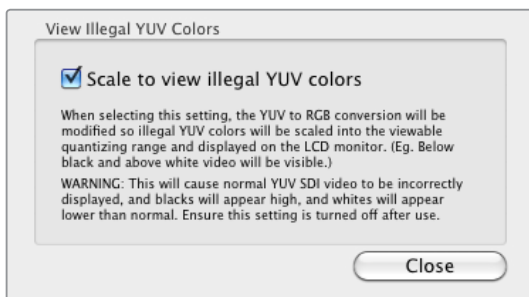 View Illegal YUV Colors
Scale to view illegal YUV colors
When selecting this setting, the YUV to RGB conversion will be
modified so illegal YUV colors will be scaled into the viewable
quantizing range and displayed on the LCD monitor. (Eg. Below
black and above white video will be visible.)
WARNING: This will cause normal YUV SDI video to be incorrectly
displayed, and blacks will appear high, and whites will appear
lower than normal. Ensure this setting is turned off after use.
Close